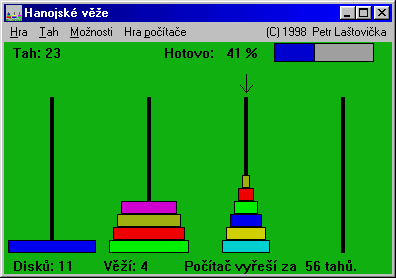 Hanojské věže
Hra Tah Možnosti Hra počítače (C) 1998 Petr Laštovička
Tah: 23 Hotovo: 41 %
Disků: 11 Věží: 4 Počítač vyřeší za 56 tahů.